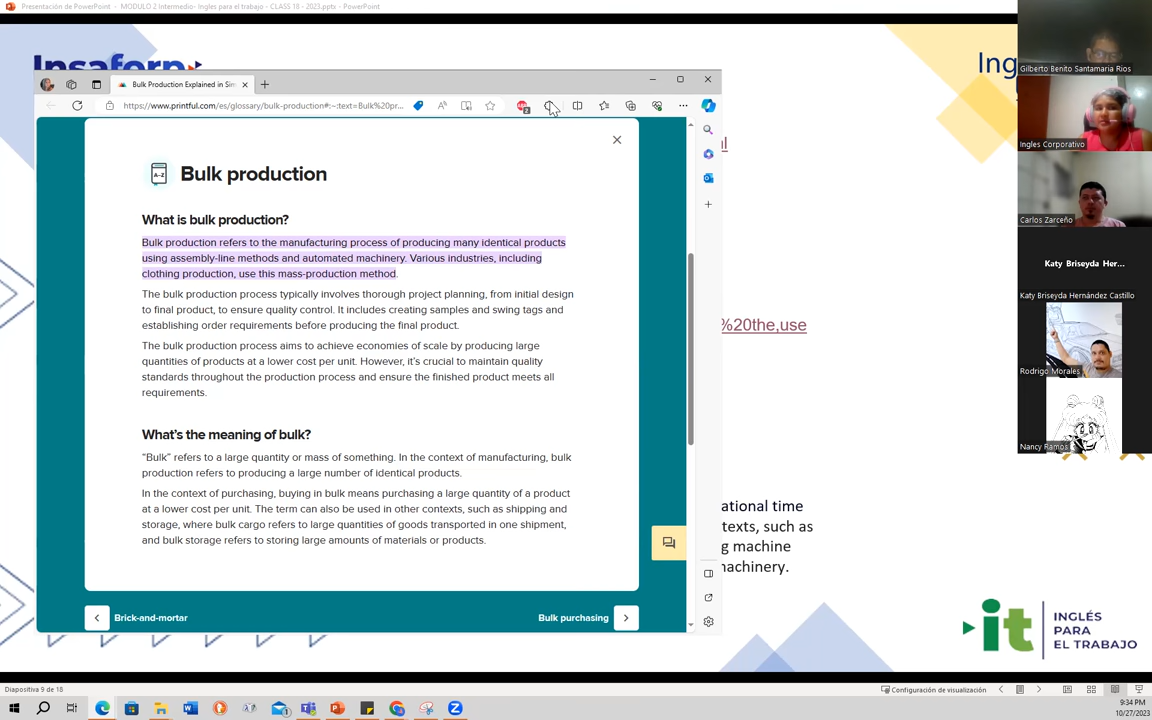 Presentación de PowerPoint - MODULO 2 Intermedio- Ingles para el trabajo - CLASS 18 - 2023.pptx - PowerPoint
Insaforp
Ing
Bulk Production Explained in Sim
https://www.printful.com/es/glossary/bulk-production#:~:text=Bulk%20pr...
Bulk production
What is bulk production?
Bulk production refers to the manufacturing process of producing many identical products
using assembly-line methods and automated machinery. Various industries, including
clothing production, use this mass-production method.
The bulk production process typically involves thorough project planning, from initial design
to final product, to ensure quality control. It includes creating samples and swing tags and
establishing order requirements before producing the final product.
The bulk production process aims to achieve economies of scale by producing large
quantities of products at a lower cost per unit. However, it's crucial to maintain quality
standards throughout the production process and ensure the finished product meets all
requirements.
What's the meaning of bulk?
"Bulk" refers to a large quantity or mass of something. In the context of manufacturing, bulk
production refers to producing a large number of identical products.
In the context of purchasing, buying in bulk means purchasing a large quantity of a product
at a lower cost per unit. The term can also be used in other contexts, such as shipping and
storage, where bulk cargo refers to large quantities of goods transported in one shipment,
and bulk storage refers to storing large amounts of materials or products.
Brick-and-mortar
Bulk purchasing
%20the,use
ational time
texts, such as
g machine
achinery.
Gilberto Benito Santamaria Rios
Ingles Corporativo
Carlos Zarceño
Katy Briseyda Her...
Katy Briseyda Hernández Castillo
Rodrigo Morales
Nancy Ramos
it
INGLÉS
PARA
EL TRABAJO
Diapositiva 9 de 18
Configuración de visualización
9:34 PM
10/27/2023